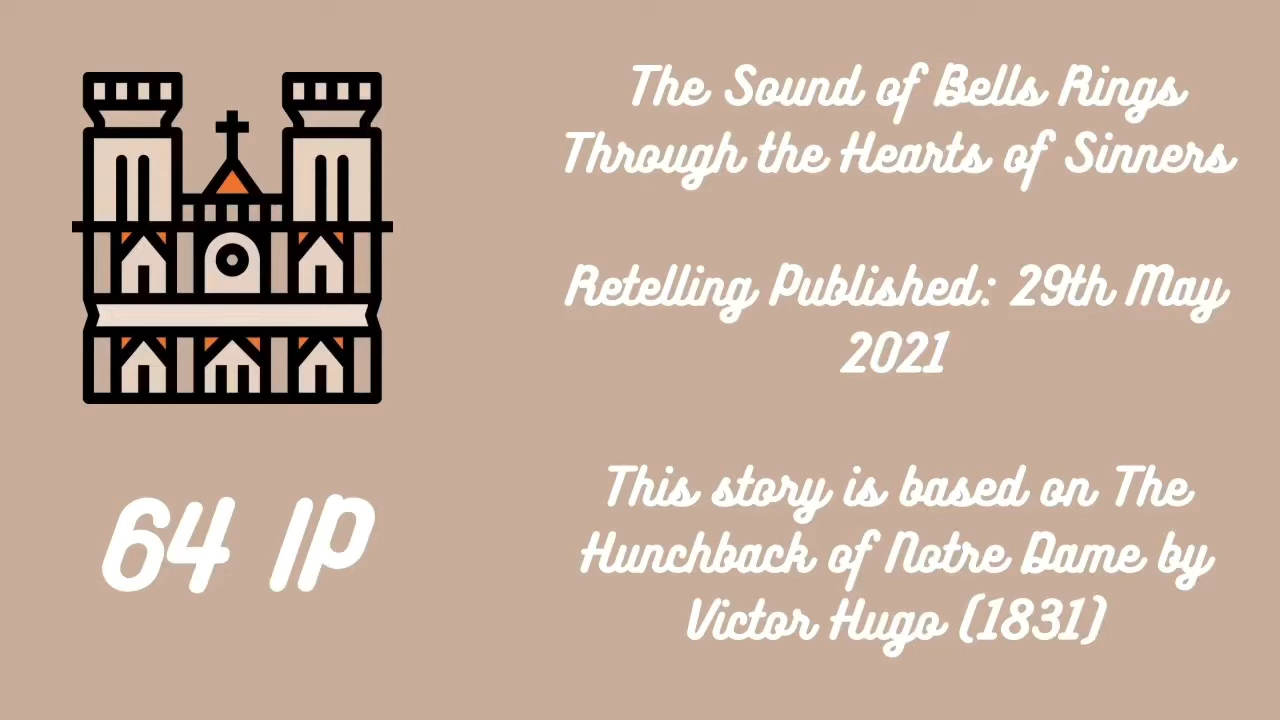 The Sound of Bells Rings
Through the Hearts of Sinners
Retelling Published: 29th May
2021
This story is based on The
Hunchback of Notre Dame by
Victor Hugo (1831)
64 IP